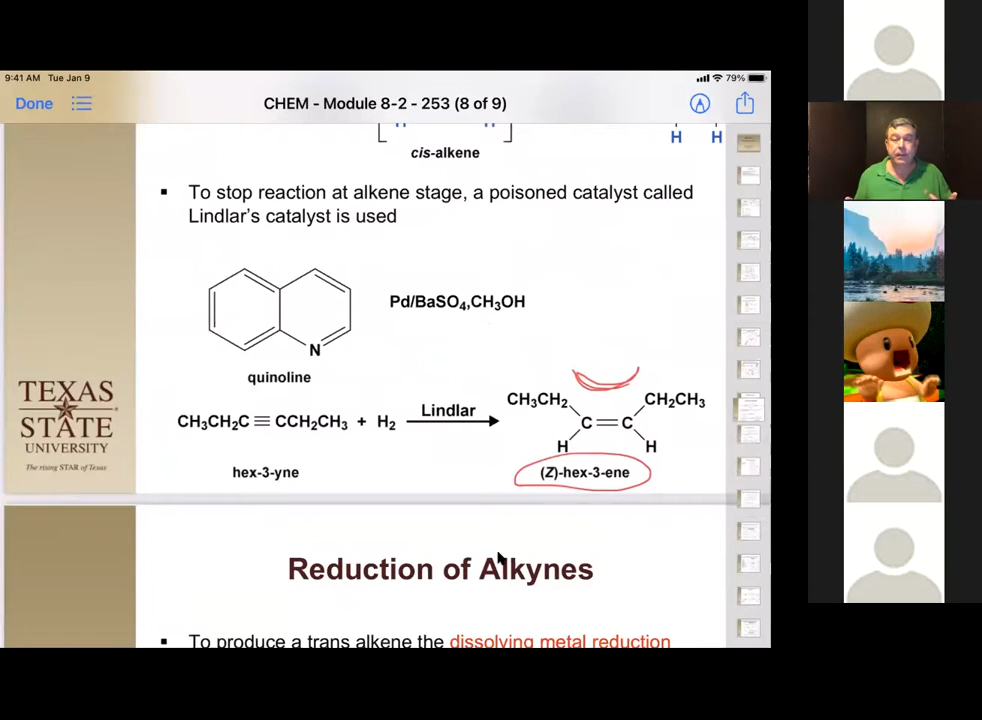 9:41 AM Tue Jan 9
79%
Done
CHEM - Module 8-2 - 253 (8 of 9)
H H
cis-alkene
▪ To stop reaction at alkene stage, a poisoned catalyst called
Lindlar's catalyst is used
Pd/BaSO₄,CH₃OH
N
quinoline
CH₃CH₂C≡CCH₂CH₃ + H₂
Lindlar
CH₃CH₂ CH₂CH₃
C=C
H H
hex-3-yne
(Z)-hex-3-ene
TEXAS
STATE
UNIVERSITY
The rising STAR of Texas
Reduction of Alkynes
▪ To produce a trans alkene the dissolving metal reduction